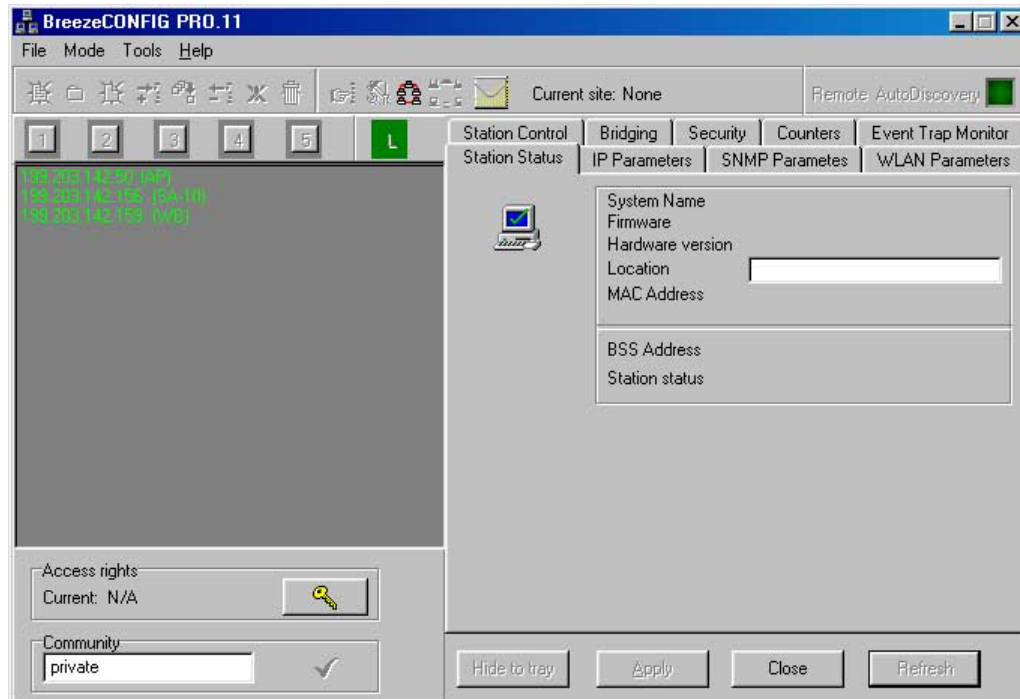 BreezeCONFIG PRO.11
File Mode Tools Help
Current site: None
Remote AutoDiscovery
1 2 3 4 5 L
Station Control Bridging Security Counters Event Trap Monitor
Station Status IP Parameters SNMP Parametes WLAN Parameters
199.203.142.50 (AP)
199.203.142.156 (SA-10)
199.203.142.159 (WB)
System Name
Firmware
Hardware version
Location
MAC Address
BSS Address
Station status
Access rights
Current: N/A
Community
private
Hide to tray Apply Close Refresh